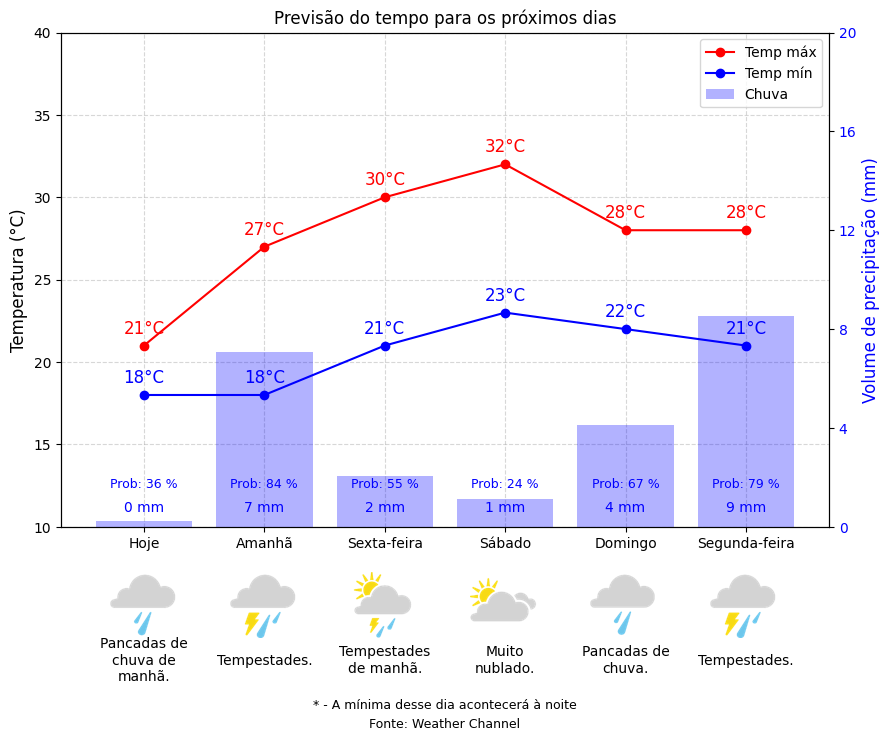 Previsão do tempo para os próximos dias
Temperatura (°C)
40
35
30
25
20
15
10
Volume de precipitação (mm)
20
16
12
8
4
0
Temp máx
Temp mín
Chuva
21°C
27°C
30°C
32°C
28°C
28°C
18°C
18°C
21°C
23°C
22°C
21°C
Prob: 36 %
Prob: 84 %
Prob: 55 %
Prob: 24 %
Prob: 67 %
Prob: 79 %
0 mm
7 mm
2 mm
1 mm
4 mm
9 mm
Hoje
Amanhã
Sexta-feira
Sábado
Domingo
Segunda-feira
Pancadas de
chuva de
manhã.
Tempestades.
Tempestades
de manhã.
Muito
nublado.
Pancadas de
chuva.
Tempestades.
* - A mínima desse dia acontecerá à noite
Fonte: Weather Channel